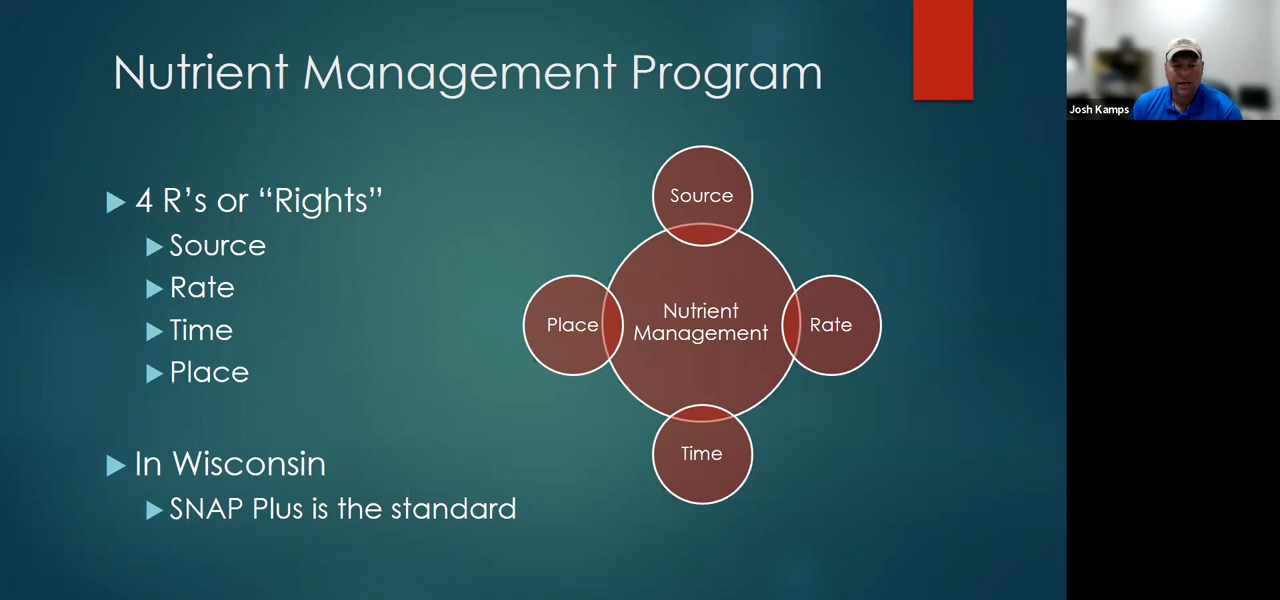 Nutrient Management Program
Josh Kamps
4 R's or “Rights”
Source
Rate
Time
Place
In Wisconsin
SNAP Plus is the standard
Source
Place
Nutrient
Management
Rate
Time